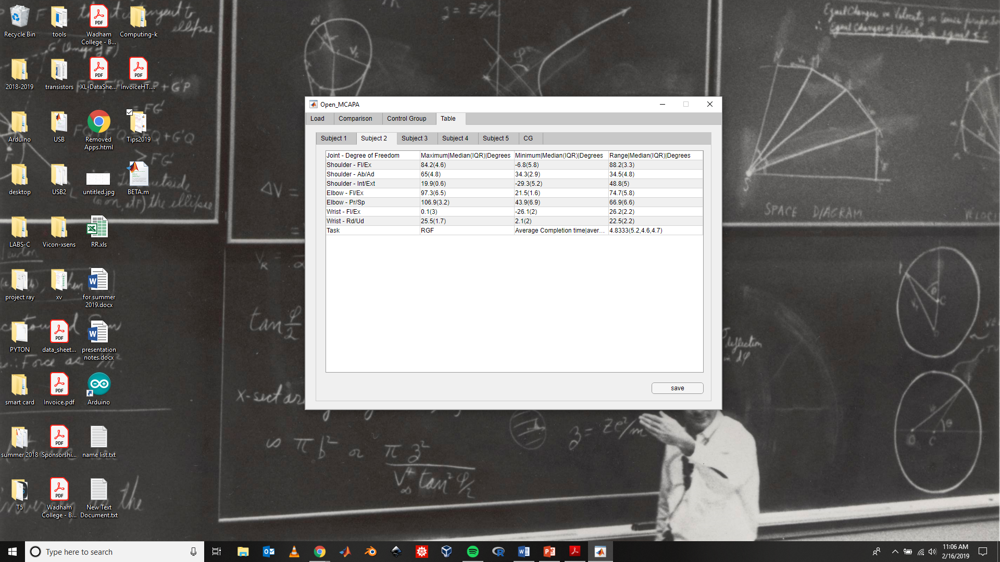 Recycle Bin
tools
Wadham
College - B...
Computing-k
2018-2019
transistors
XL-DataShe...
InvoiceHT....
Arduino
USB
Removed
Apps.html
Tips2019
desktop
USB2
untitled.jpg
BETA.m
LABS-C
Vicon-xsens
RR.xls
project ray
xv
for summer
2019.docx
PYTON
data_sheet...
presentation
notes.docx
smart card
Invoice.pdf
Arduino
summer 2018
Sponsorshi...
name list.txt
T5
Wadham
College - B...
New Text
Document.txt
Open_MCAPA
Load Comparison Control Group Table
Subject 1 Subject 2 Subject 3 Subject 4 Subject 5 CG
Joint - Degree of Freedom Maximum|Median(IQR)|Degrees Minimum|Median(IQR)|Degrees Range|Median(IQR)|Degrees
Shoulder - Fl/Ex 84.2(4.6) -6.8(5.8) 88.2(3.3)
Shoulder - Ab/Ad 65(4.8) 34.3(2.9) 34.5(4.8)
Shoulder - Int/Ext 19.9(0.6) -29.3(5.2) 48.8(5)
Elbow - Fl/Ex 97.3(6.5) 21.5(1.6) 74.7(5.8)
Elbow - Pr/Sp 106.9(3.2) 43.9(6.9) 66.9(6.6)
Wrist - Fl/Ex 0.1(3) -26.1(2) 26.2(2.2)
Wrist - Rd/Ud 25.5(1.7) 2.1(2) 22.5(2.2)
Task RGF Average Completion time|aver... 4.8333(5.2,4.6,4.7)
save
SPACE DIAGRAM
Type here to search
11:06 AM
2/16/2019